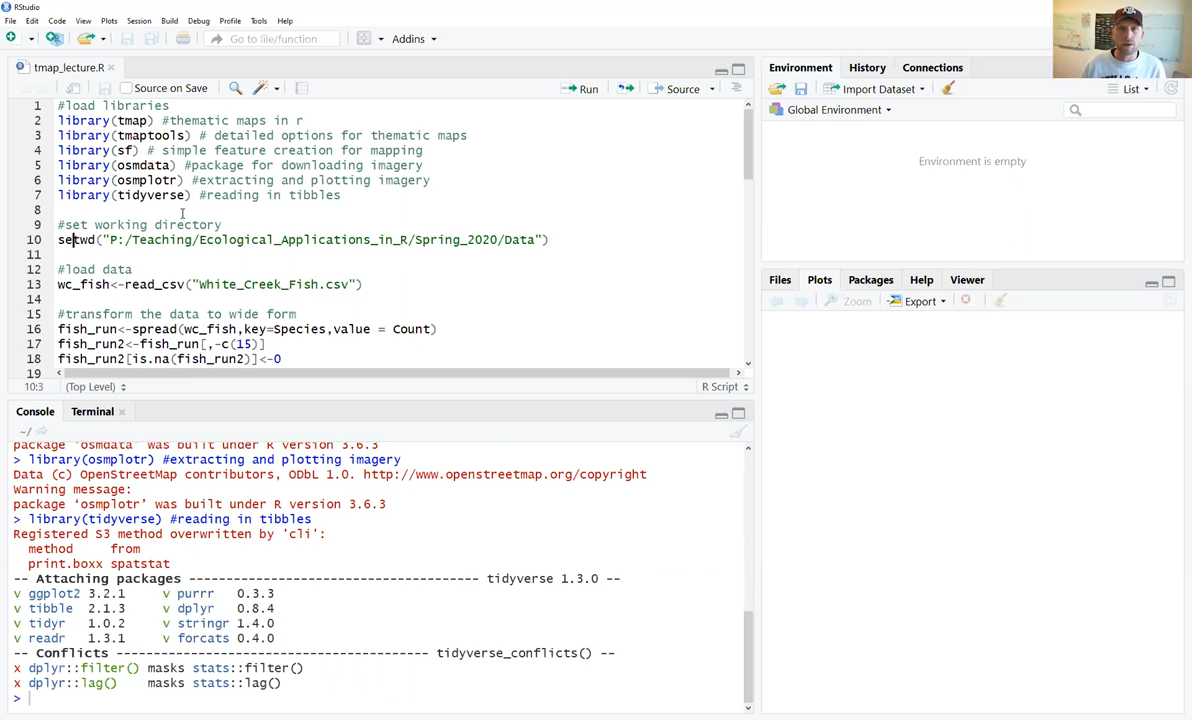 RStudio
File Edit Code View Plots Session Build Debug Profile Tools Help
Go to file/function Addins
tmap_lecture.R
Source on Save Run Source
1 #load libraries
2 library(tmap) #thematic maps in r
3 library(tmaptools) # detailed options for thematic maps
4 library(sf) # simple feature creation for mapping
5 library(osmdata) #package for downloading imagery
6 library(osmplotr) #extracting and plotting imagery
7 library(tidyverse) #reading in tibbles
8
9 #set working directory
10 setwd("P:/Teaching/Ecological_Applications_in_R/Spring_2020/Data")
11
12 #load data
13 wc_fish<-read_csv("White_Creek_Fish.csv")
14
15 #transform the data to wide form
16 fish_run<-spread(wc_fish,key=Species,value = Count)
17 fish_run2<-fish_run[,-c(15)]
18 fish_run2[is.na(fish_run2)]<-0
19
10:3 (Top Level) R Script
Console Terminal
~/
package ‘osmdata’ was built under R version 3.6.3
> library(osmplotr) #extracting and plotting imagery
Data (c) OpenStreetMap contributors, ODbL 1.0. http://www.openstreetmap.org/copyright
Warning message:
package ‘osmplotr’ was built under R version 3.6.3
> library(tidyverse) #reading in tibbles
Registered S3 method overwritten by 'cli':
method from
print.boxx spatstat
-- Attaching packages --------------------------------------- tidyverse 1.3.0 --
v ggplot2 3.2.1 v purrr 0.3.3
v tibble 2.1.3 v dplyr 0.8.4
v tidyr 1.0.2 v stringr 1.4.0
v readr 1.3.1 v forcats 0.4.0
-- Conflicts ------------------------------------------ tidyverse_conflicts() --
x dplyr::filter() masks stats::filter()
x dplyr::lag() masks stats::lag()
>
Environment History Connections
Import Dataset List
Global Environment
Environment is empty
Files Plots Packages Help Viewer
Zoom Export